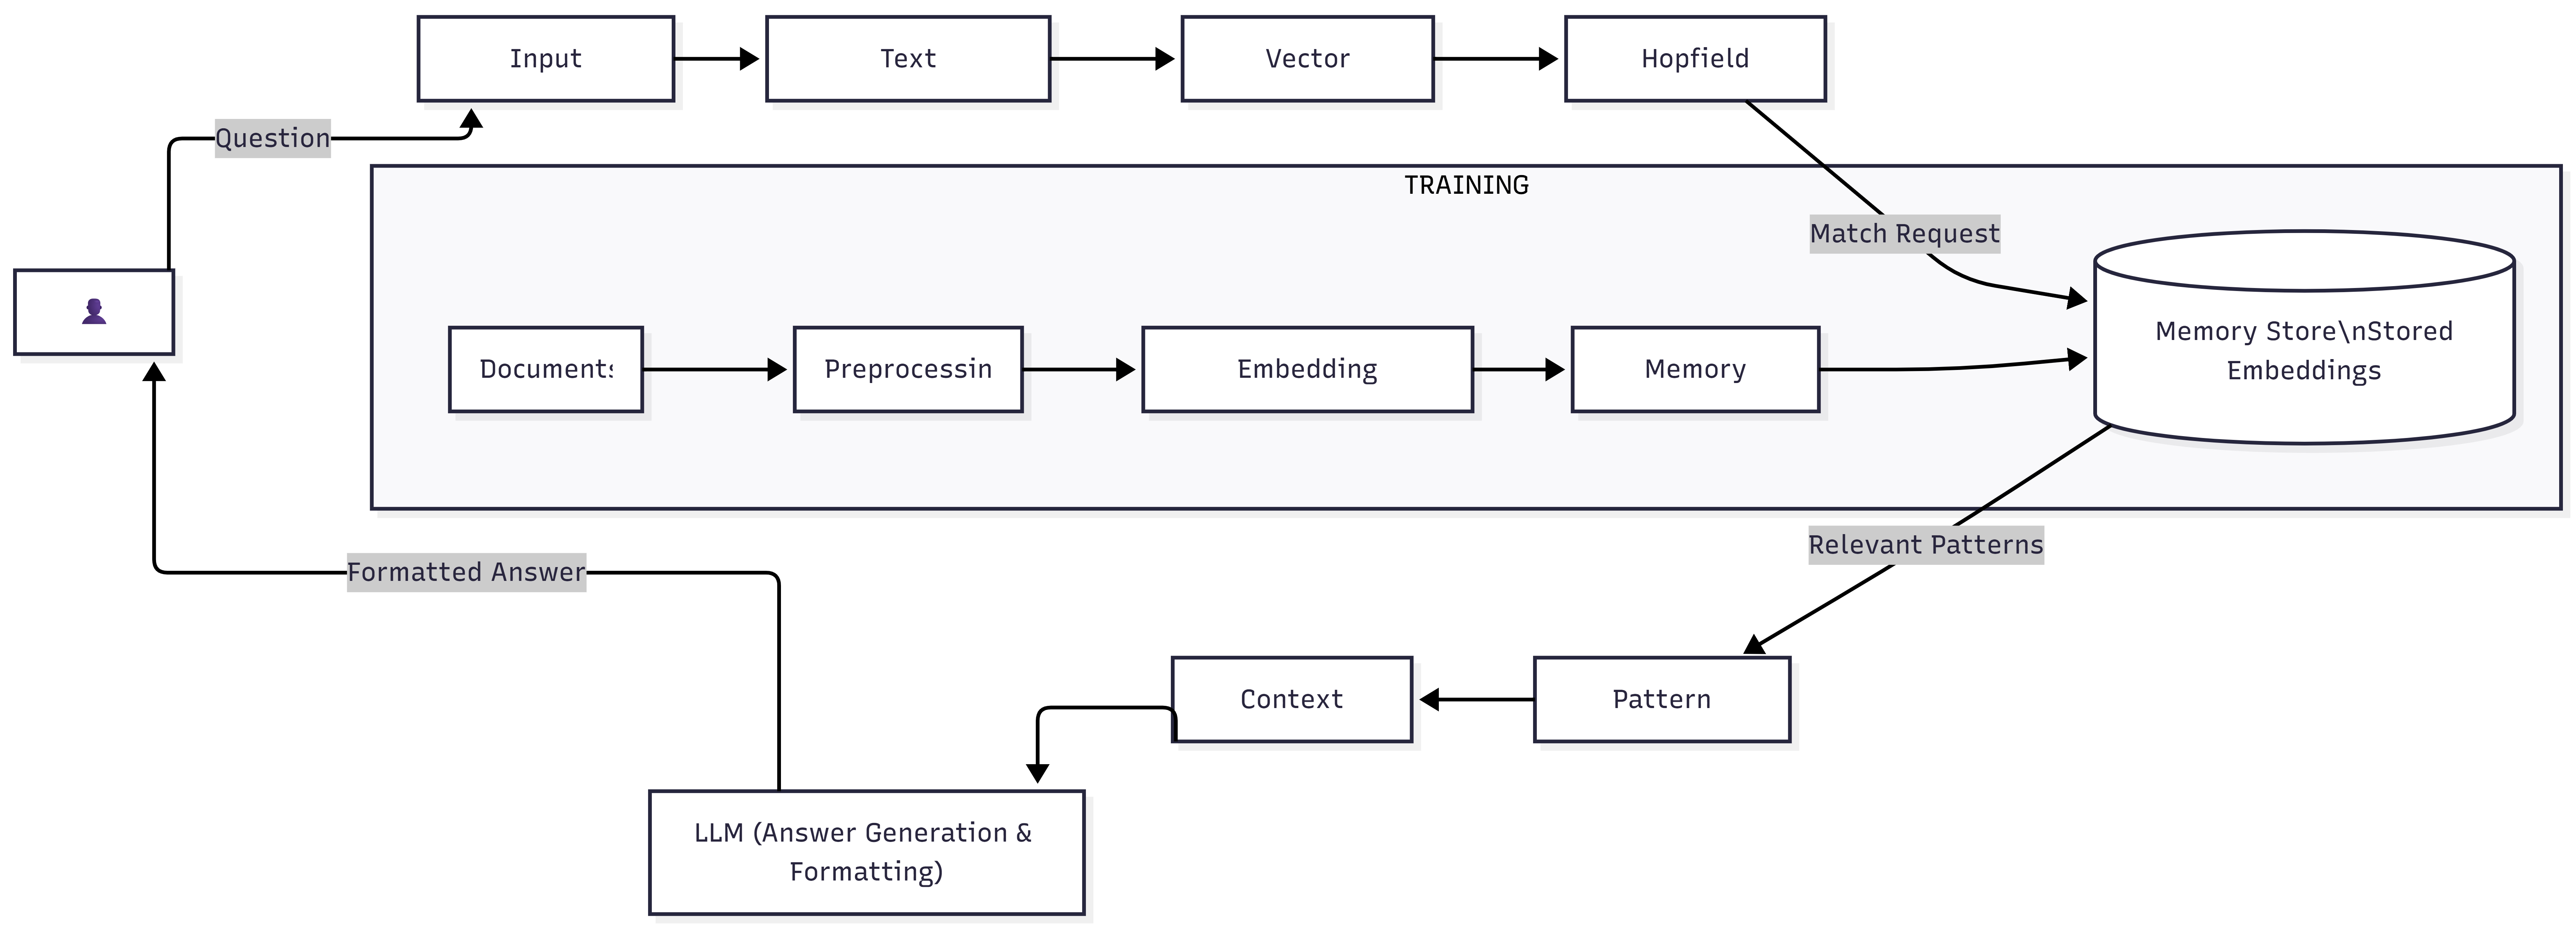 Input
Text
Vector
Hopfield
Question
TRAINING
Match Request
Documents
Preprocessin
Embedding
Memory
Memory Store\nStored
Embeddings
Relevant Patterns
Formatted Answer
Context
Pattern
LLM (Answer Generation &
Formatting)